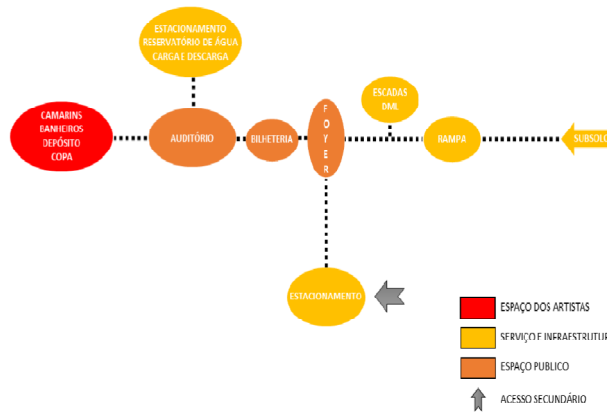 ESTACIONAMENTO
RESERVATÓRIO DE ÁGUA
CARGA E DESCARGA
CAMARINS
BANHEIROS
DEPÓSITO
COPA
AUDITÓRIO
BILHETERIA
FOYER
ESCADAS
DML
RAMPA
SUBSOLO
ESTACIONAMENTO
ESPAÇO DOS ARTISTAS
SERVIÇO E INFRAESTRUTUR
ESPAÇO PUBLICO
ACESSO SECUNDÁRIO